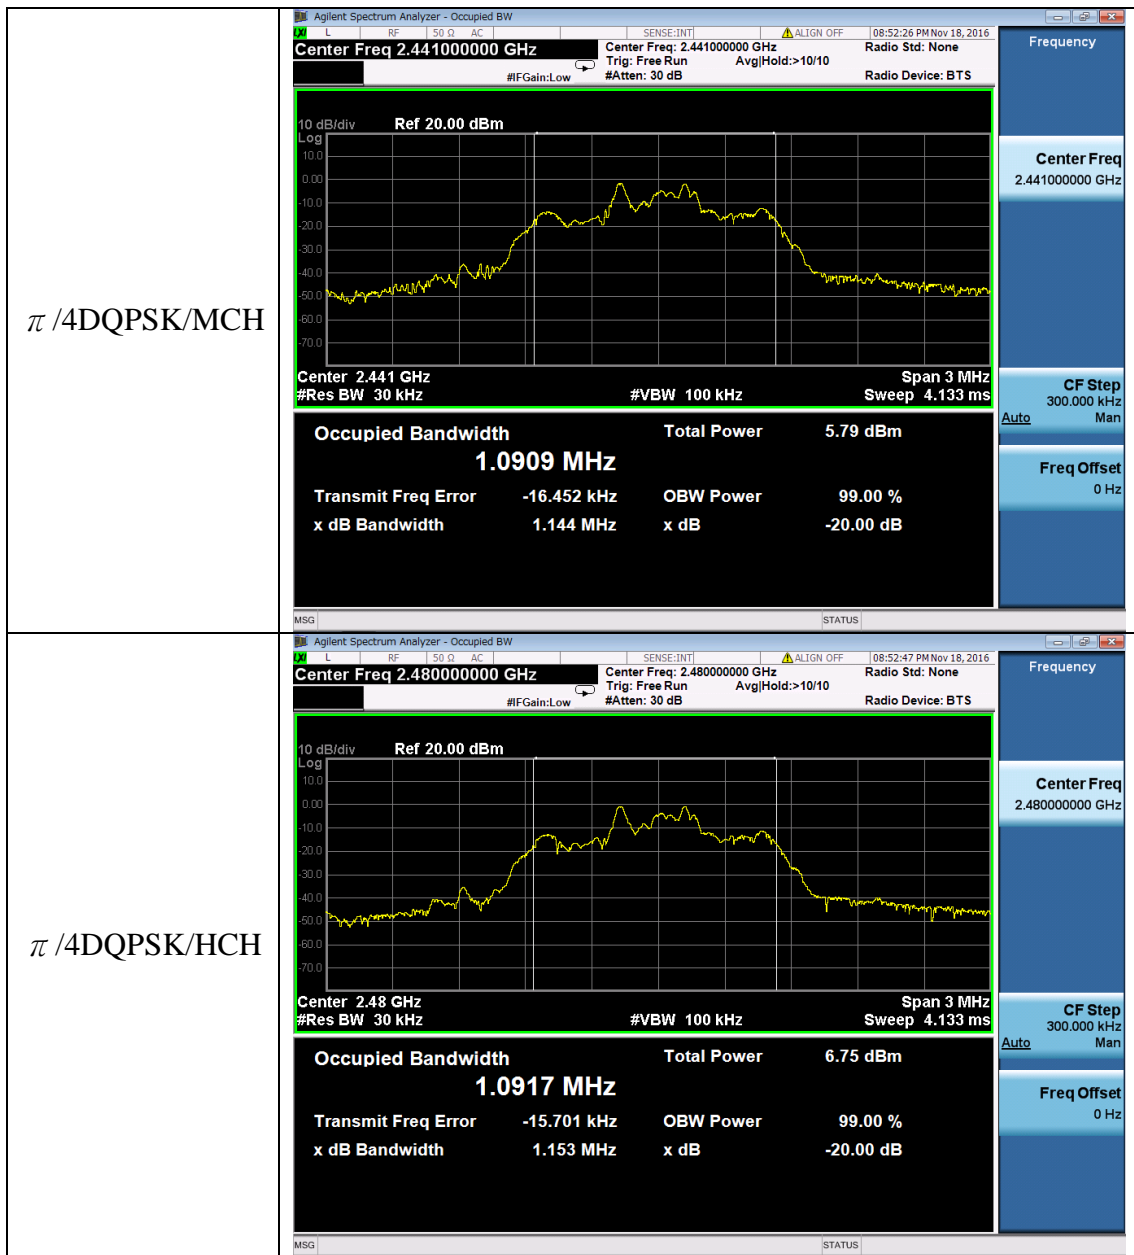 π/4DQPSK/MCH
Agilent Spectrum Analyzer - Occupied BW
LXI L RF 50 Ω AC SENSE:INT ALIGN OFF 08:52:26 PM Nov 18, 2016
Center Freq 2.441000000 GHz
#IFGain:Low
Center Freq: 2.441000000 GHz
Trig: Free Run Avg|Hold:>10/10
#Atten: 30 dB
Radio Std: None
Radio Device: BTS
10 dB/div Ref 20.00 dBm
Log
10.0
0.00
-10.0
-20.0
-30.0
-40.0
-50.0
-60.0
-70.0
Center 2.441 GHz Span 3 MHz
#Res BW 30 kHz #VBW 100 kHz Sweep 4.133 ms
Occupied Bandwidth Total Power 5.79 dBm
1.0909 MHz
Transmit Freq Error -16.452 kHz OBW Power 99.00 %
x dB Bandwidth 1.144 MHz x dB -20.00 dB
MSG STATUS
Frequency
Center Freq
2.441000000 GHz
CF Step
300.000 kHz
Auto Man
Freq Offset
0 Hz
π/4DQPSK/HCH
Agilent Spectrum Analyzer - Occupied BW
LXI L RF 50 Ω AC SENSE:INT ALIGN OFF 08:52:47 PM Nov 18, 2016
Center Freq 2.480000000 GHz
#IFGain:Low
Center Freq: 2.480000000 GHz
Trig: Free Run Avg|Hold:>10/10
#Atten: 30 dB
Radio Std: None
Radio Device: BTS
10 dB/div Ref 20.00 dBm
Log
10.0
0.00
-10.0
-20.0
-30.0
-40.0
-50.0
-60.0
-70.0
Center 2.48 GHz Span 3 MHz
#Res BW 30 kHz #VBW 100 kHz Sweep 4.133 ms
Occupied Bandwidth Total Power 6.75 dBm
1.0917 MHz
Transmit Freq Error -15.701 kHz OBW Power 99.00 %
x dB Bandwidth 1.153 MHz x dB -20.00 dB
MSG STATUS
Frequency
Center Freq
2.480000000 GHz
CF Step
300.000 kHz
Auto Man
Freq Offset
0 Hz